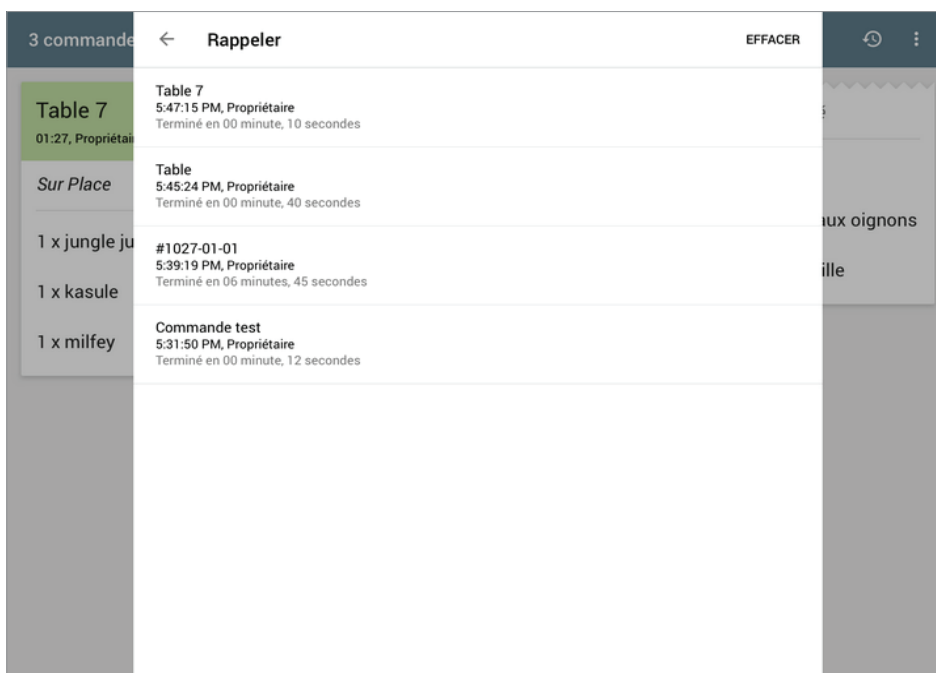 3 commande
Rappeler
EFFACER
Table 7
01:27, Propriétai
Sur Place
1 x jungle ju
1 x kasule
1 x milfey
Table 7
5:47:15 PM, Propriétaire
Terminé en 00 minute, 10 secondes
Table
5:45:24 PM, Propriétaire
Terminé en 00 minute, 40 secondes
#1027-01-01
5:39:19 PM, Propriétaire
Terminé en 06 minutes, 45 secondes
Commande test
5:31:50 PM, Propriétaire
Terminé en 00 minute, 12 secondes
aux oignons
ille